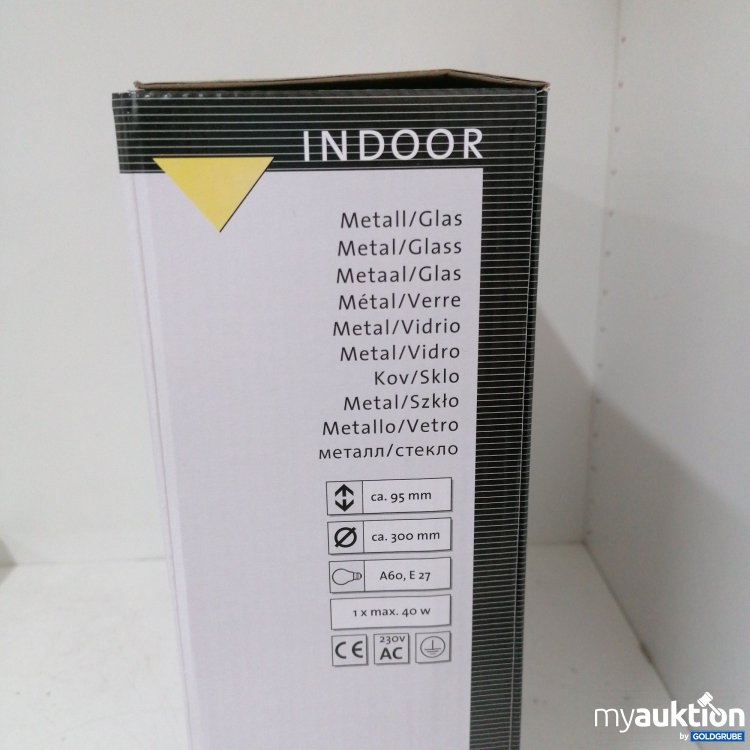 INDOOR
Metall/Glas
Metal/Glass
Metaal/Glas
Métal/Verre
Metal/Vidrio
Metal/Vidro
Kov/Sklo
Metal/Szkło
Metallo/Vetro
металл/стекло
ca. 95 mm
ca. 300 mm
A60, E 27
1 x max. 40 w
CE 230V AC
myauktion
by GOLDGRUBE